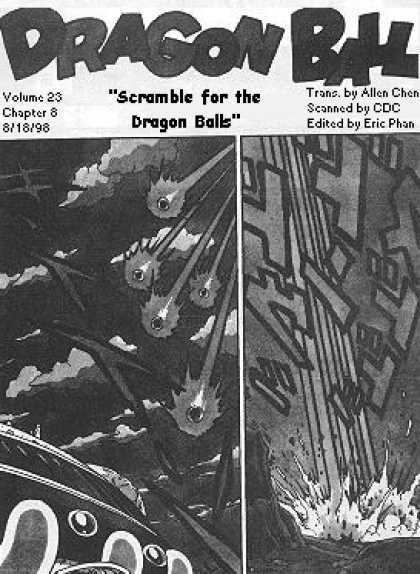 DRAGON BALL
Volume 23
Chapter 8
8/18/98
"Scramble for the
Dragon Balls"
Trans. by Allen Chen
Scanned by CDC
Edited by Eric Phan